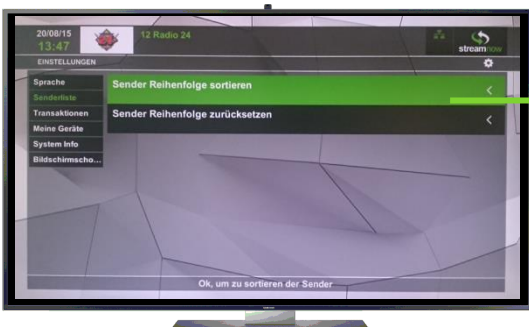 20/08/15
13:47
12 Radio 24
streamnow
EINSTELLUNGEN
Sprache
Senderliste
Transaktionen
Meine Geräte
System Info
Bildschirmscho...
Sender Reihenfolge sortieren
Sender Reihenfolge zurücksetzen
Ok, um zu sortieren der Sender